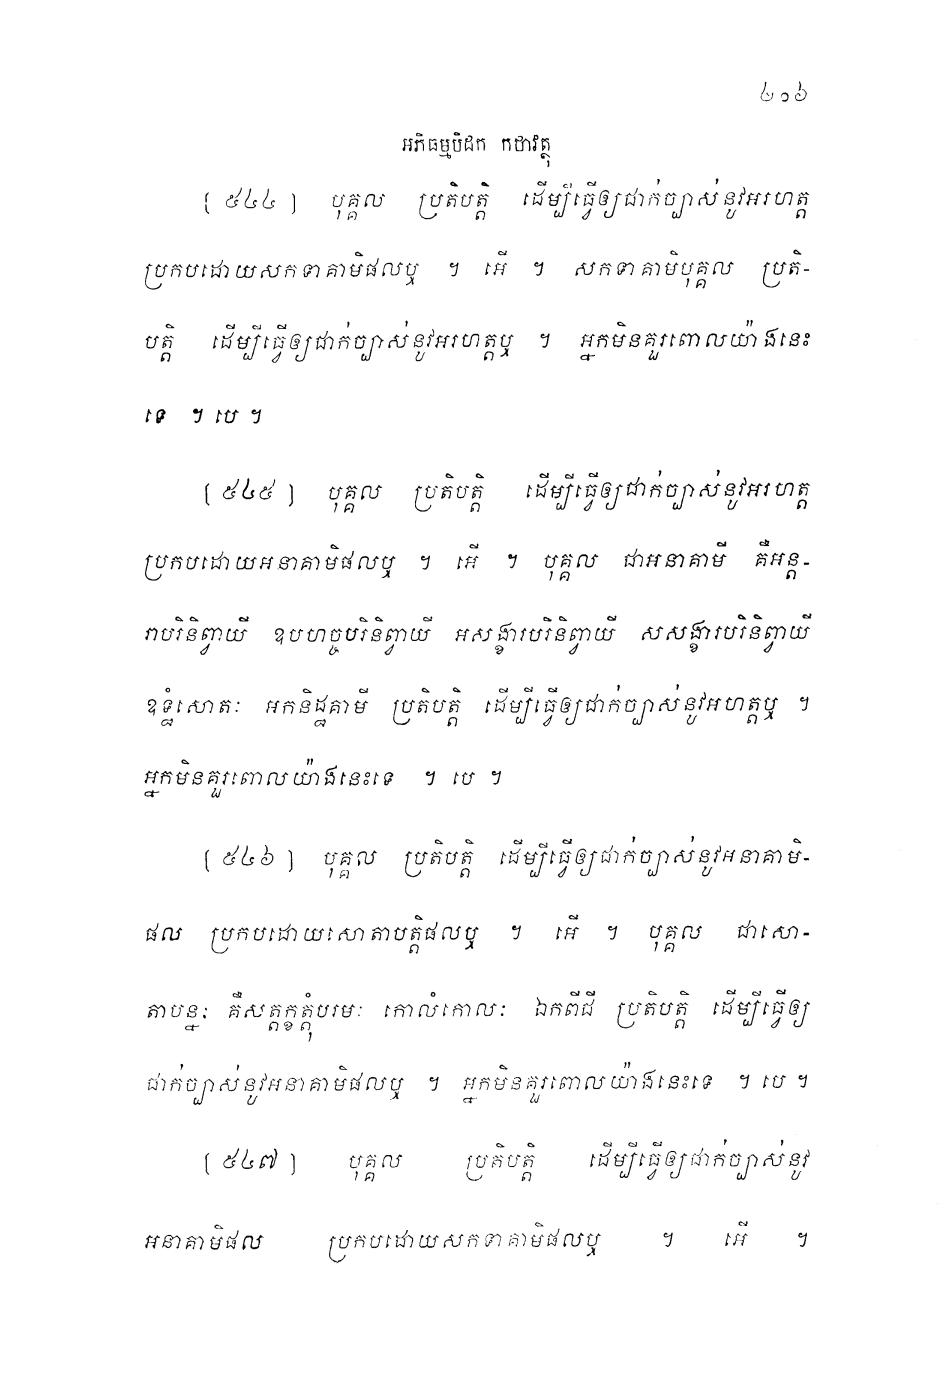 ៤១៦
អភិធម្មបិដក កថាវត្ថុ
[ ៥៤៤ ] បុគ្គល ប្រតិបត្តិ ដើម្បីធ្វើឲ្យជាក់ច្បាស់នូវអរហត្ត
ប្រកបដោយសកទាគាមិផលឬ ។ អើ ។ សកទាគាមិបុគ្គល ប្រតិ-
បត្តិ ដើម្បីធ្វើឲ្យជាក់ច្បាស់នូវអរហត្តឬ ។ អ្នកមិនគួរពោលយ៉ាងនេះ
ទេ ។ បេ ។
[ ៥៤៥ ] បុគ្គល ប្រតិបត្តិ ដើម្បីធ្វើឲ្យជាក់ច្បាស់នូវអរហត្ត
ប្រកបដោយអនាគាមិផលឬ ។ អើ ។ បុគ្គល ជាអនាគាមី គឺអន្ត-
រាបរិនិព្វាយី ឧបហច្ចបរិនិព្វាយី អសង្ខារបរិនិព្វាយី សសង្ខារបរិនិព្វាយី
ឧទ្ធំសោតៈ អកនិដ្ឋគាមី ប្រតិបត្តិ ដើម្បីធ្វើឲ្យជាក់ច្បាស់នូវអហត្តឬ ។
អ្នកមិនគួរពោលយ៉ាងនេះទេ ។ បេ ។
[ ៥៤៦ ] បុគ្គល ប្រតិបត្តិ ដើម្បីធ្វើឲ្យជាក់ច្បាស់នូវអនាគាមិ-
ផល ប្រកបដោយសោតាបត្តិផលឬ ។ អើ ។ បុគ្គល ជាសោ-
តាបន្នៈ គឺសត្តក្ខត្តុំបរមៈ កោលំកោលៈ ឯកពីជី ប្រតិបត្តិ ដើម្បីធ្វើឲ្យ
ជាក់ច្បាស់នូវអនាគាមិផលឬ ។ អ្នកមិនគួរពោលយ៉ាងនេះទេ ។ បេ ។
[ ៥៤៧ ] បុគ្គល ប្រតិបត្តិ ដើម្បីធ្វើឲ្យជាក់ច្បាស់នូវ
អនាគាមិផល ប្រកបដោយសកទាគាមិផលឬ ។ អើ ។